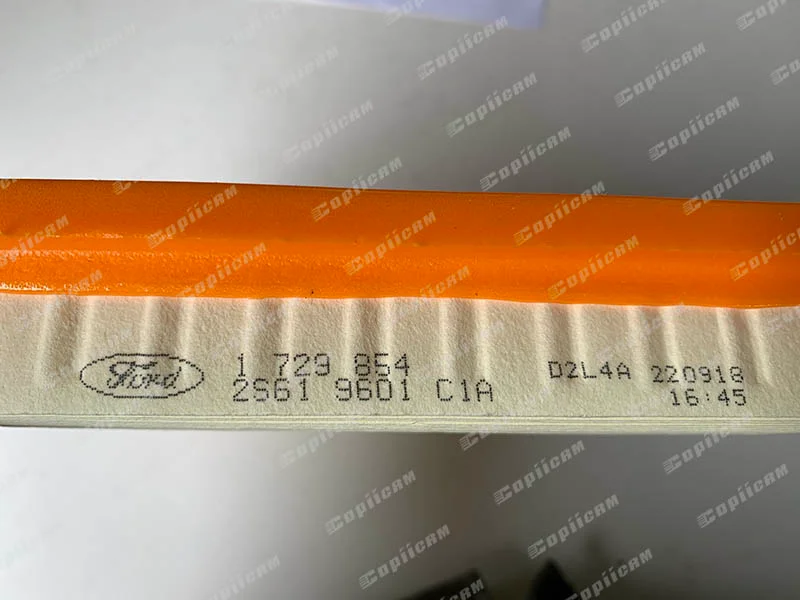 Ford
1 729 854
2S61 9601 C1A
D2L4A 220918
16:45
Copiicam